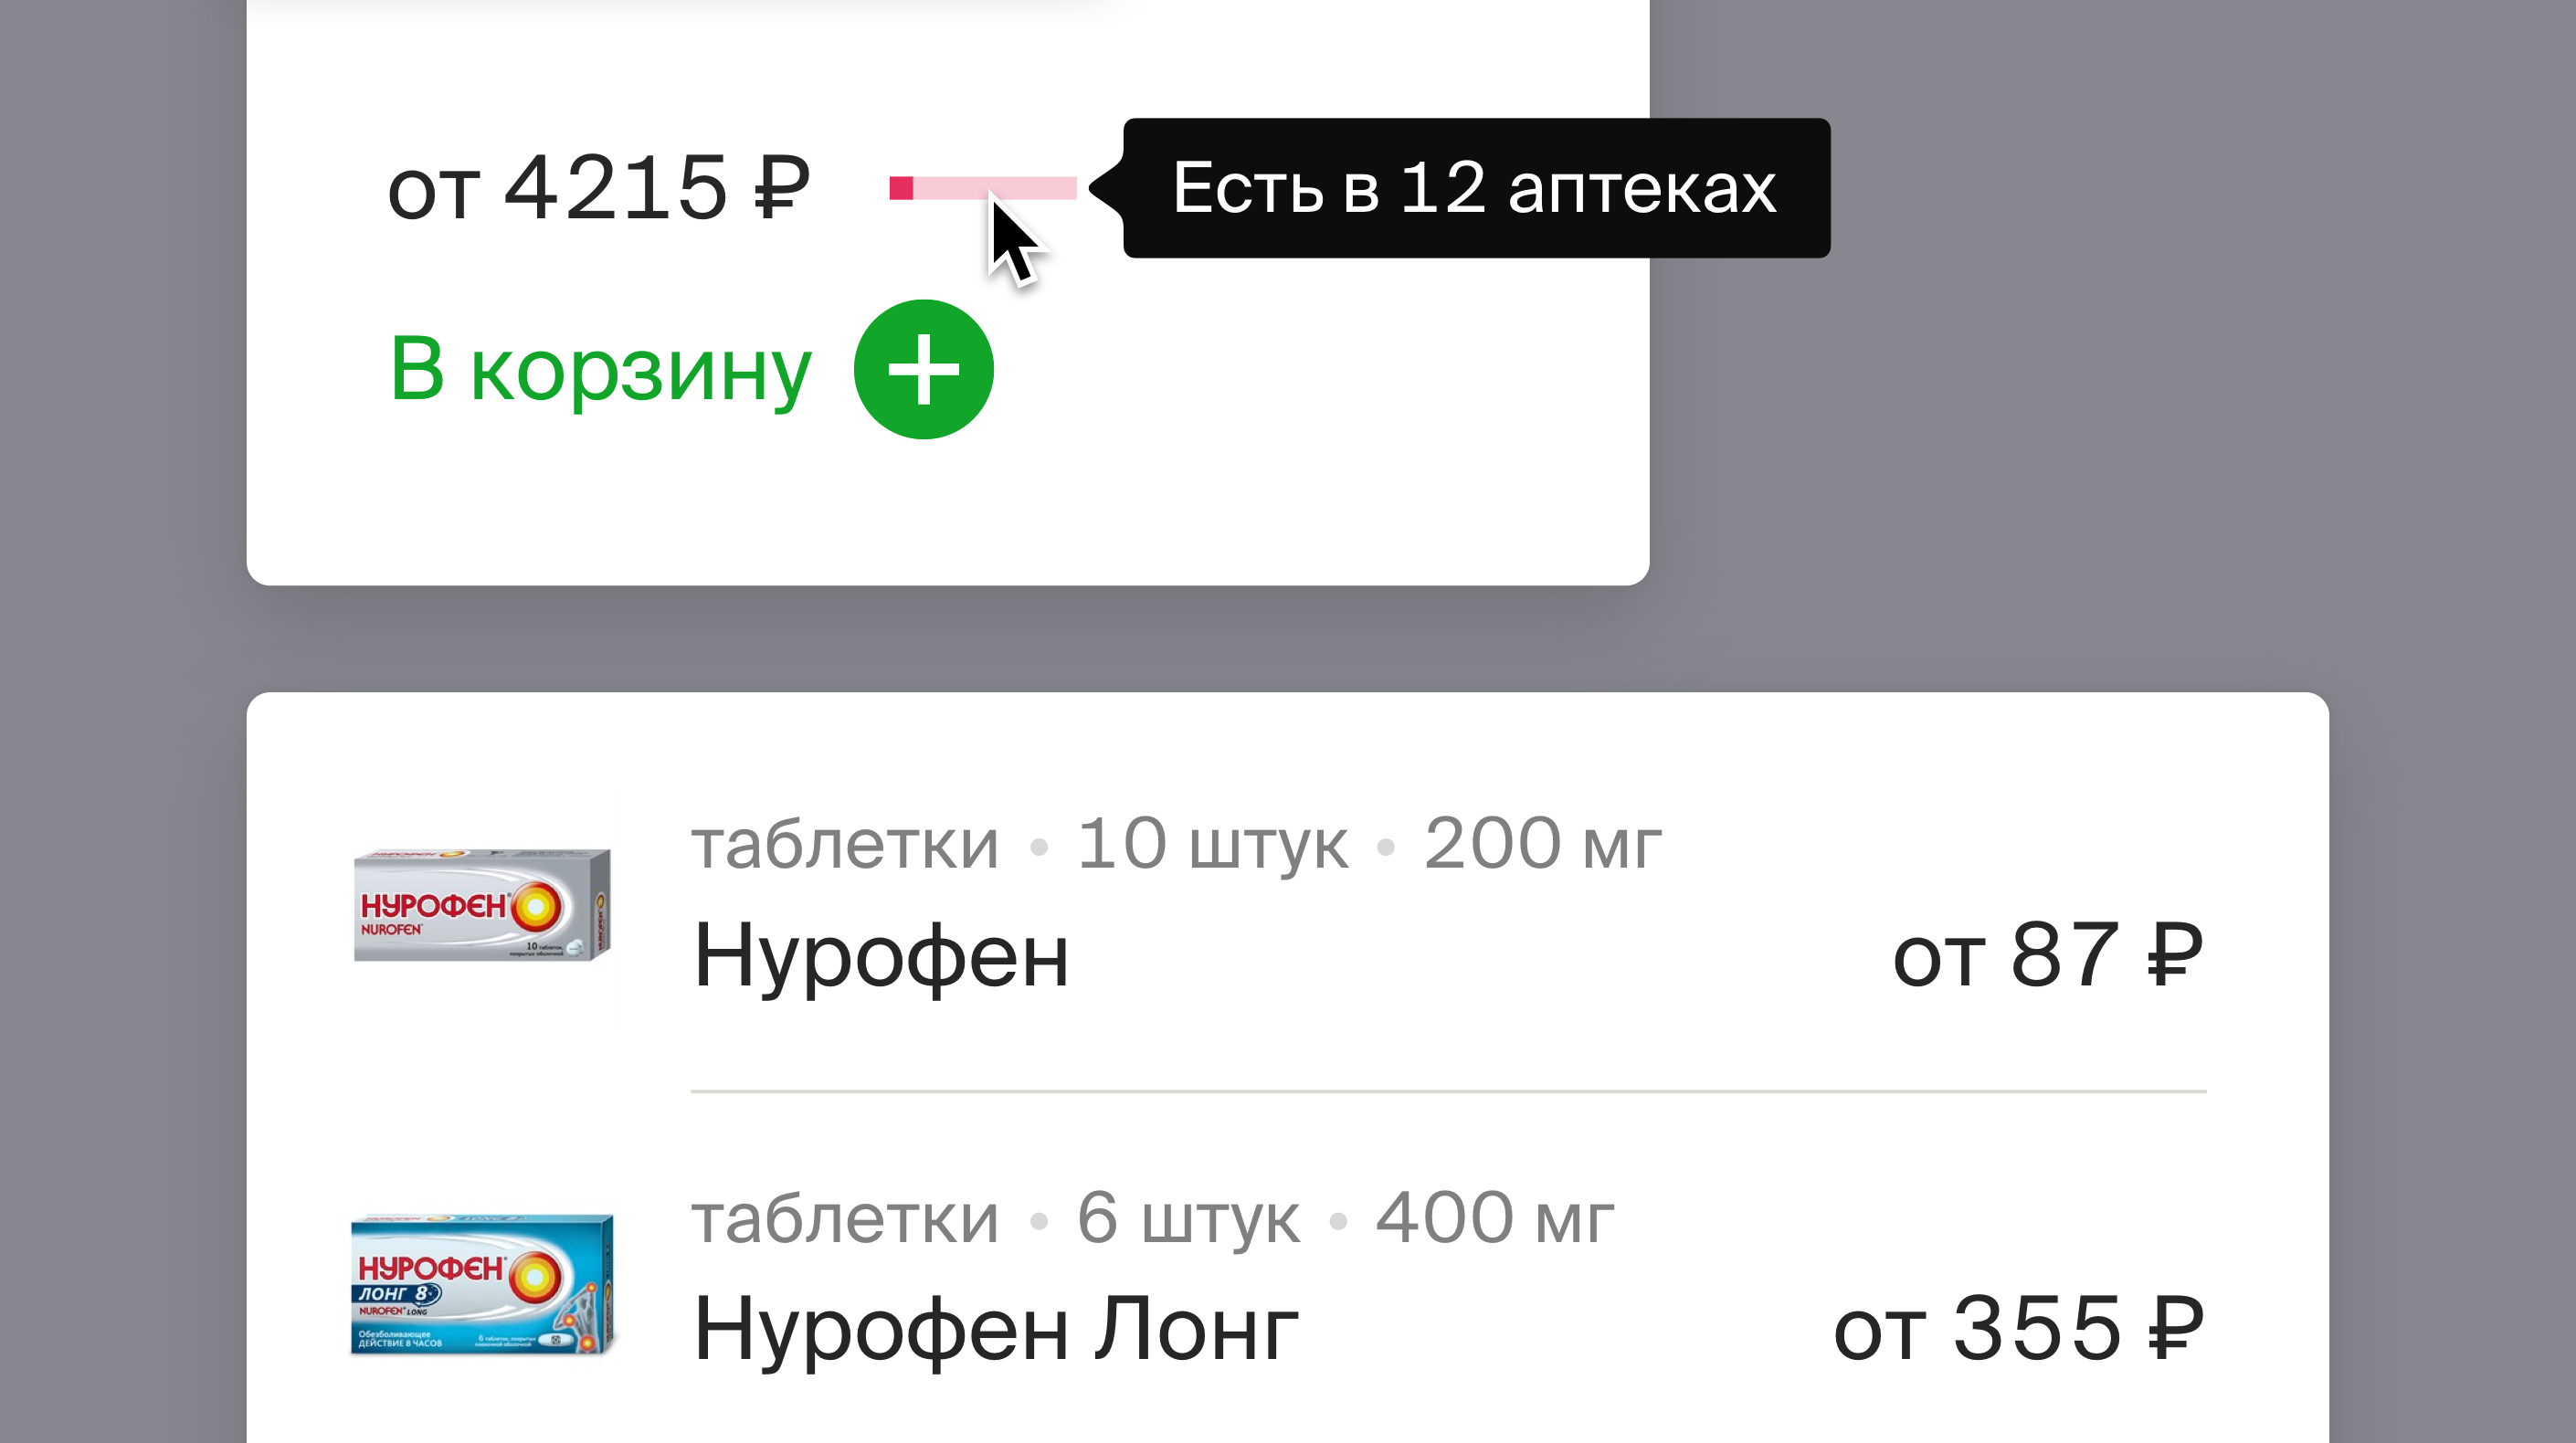 от 4215 ₽
Есть в 12 аптеках
В корзину
таблетки • 10 штук • 200 мг
НУРОФЕН
NUROFEN
10 таблеток,
покрытых оболочкой
Нурофен
от 87 ₽
таблетки • 6 штук • 400 мг
НУРОФЕН
ЛОНГ 8
NUROFEN LONG
Обезболивающее
ДЕЙСТВИЕ 8 ЧАСОВ
6 таблеток, покрытых
пленочной оболочкой
Нурофен Лонг
от 355 ₽